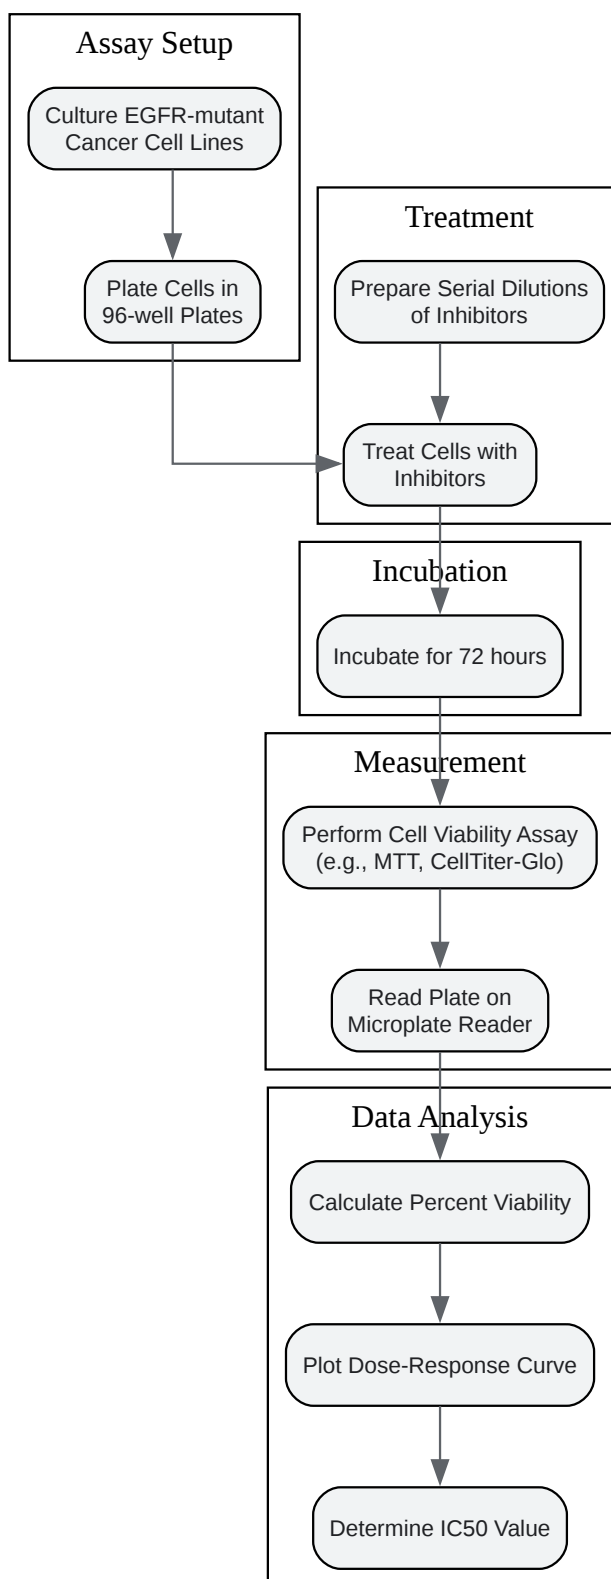 Assay Setup
Culture EGFR-mutant
Cancer Cell Lines
Plate Cells in
96-well Plates
Treatment
Prepare Serial Dilutions
of Inhibitors
Treat Cells with
Inhibitors
Incubation
Incubate for 72 hours
Measurement
Perform Cell Viability Assay
(e.g., MTT, CellTiter-Glo)
Read Plate on
Microplate Reader
Data Analysis
Calculate Percent Viability
Plot Dose-Response Curve
Determine IC50 Value